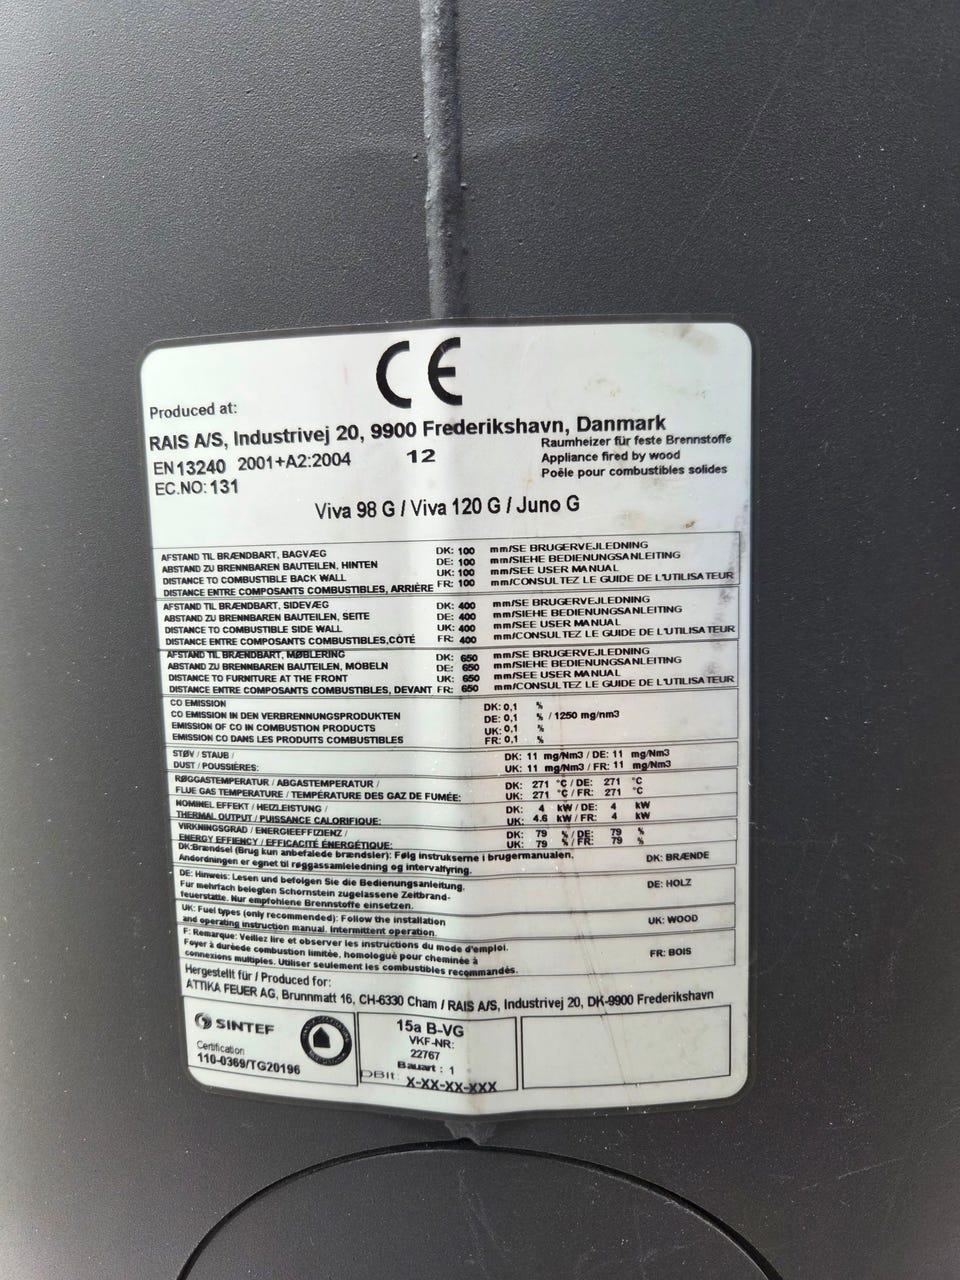 CE
Produced at:
RAIS A/S, Industrivej 20, 9900 Frederikshavn, Danmark
EN 13240 2001+A2:2004 12
EC.NO: 131
Raumheizer für feste Brennstoffe
Appliance fired by wood
Poêle pour combustibles solides
Viva 98 G / Viva 120 G / Juno G
AFSTAND TIL BRÆNDBART, BAGVÆG DK: 100 mm/SE BRUGERVEJLEDNING
ABSTAND ZU BRENNBAREN BAUTEILEN, HINTEN DE: 100 mm/SIEHE BEDIENUNGSANLEITING
DISTANCE TO COMBUSTIBLE BACK WALL UK: 100 mm/SEE USER MANUAL
DISTANCE ENTRE COMPOSANTS COMBUSTIBLES, ARRIÈRE FR: 100 mm/CONSULTEZ LE GUIDE DE L'UTILISATEUR
AFSTAND TIL BRÆNDBART, SIDEVÆG DK: 400 mm/SE BRUGERVEJLEDNING
ABSTAND ZU BRENNBAREN BAUTEILEN, SEITE DE: 400 mm/SIEHE BEDIENUNGSANLEITING
DISTANCE TO COMBUSTIBLE SIDE WALL UK: 400 mm/SEE USER MANUAL
DISTANCE ENTRE COMPOSANTS COMBUSTIBLES,CÔTÉ FR: 400 mm/CONSULTEZ LE GUIDE DE L'UTILISATEUR
AFSTAND TIL BRÆNDBART, MØBLERING DK: 650 mm/SE BRUGERVEJLEDNING
ABSTAND ZU BRENNBAREN BAUTEILEN, MÖBELN DE: 650 mm/SIEHE BEDIENUNGSANLEITING
DISTANCE TO FURNITURE AT THE FRONT UK: 650 mm/SEE USER MANUAL
DISTANCE ENTRE COMPOSANTS COMBUSTIBLES, DEVANT FR: 650 mm/CONSULTEZ LE GUIDE DE L'UTILISATEUR
CO EMISSION DK: 0,1 %
CO EMISSION IN DEN VERBRENNUNGSPRODUKTEN DE: 0,1 % / 1250 mg/nm3
EMISSION OF CO IN COMBUSTION PRODUCTS UK: 0,1 %
EMISSION CO DANS LES PRODUITS COMBUSTIBLES FR: 0,1 %
STØV / STAUB / DK: 11 mg/Nm3 / DE: 11 mg/Nm3
DUST / POUSSIÈRES: UK: 11 mg/Nm3 / FR: 11 mg/Nm3
RØGGASTEMPERATUR / ABGASTEMPERATUR / DK: 271 °C / DE: 271 °C
FLUE GAS TEMPERATURE / TEMPÉRATURE DES GAZ DE FUMÉE: UK: 271 °C / FR: 271 °C
NOMINEL EFFEKT / HEIZLEISTUNG / DK: 4 kW / DE: 4 kW
THERMAL OUTPUT / PUISSANCE CALORIFIQUE: UK: 4.6 kW / FR: 4 kW
VIRKNINGSGRAD / ENERGIEEFFIZIENZ / DK: 79 % / DE: 79 %
ENERGY EFFIENCY / EFFICACITÉ ÉNERGÉTIQUE: UK: 79 % / FR: 79 %
DK:Brændsel (Brug kun anbefalede brændsler): Følg instrukserne i brugermanualen. DK: BRÆNDE
Andordningen er egnet til røggassamleledning og intervalfyring.
DE: Hinweis: Lesen und befolgen Sie die Bedienungsanleitung. DE: HOLZ
Für mehrfach belegten Schornstein zugelassene Zeitbrand-
feuerstatte. Nur empfohlene Brennstoffe einsetzen.
UK: Fuel types (only recommended): Follow the installation UK: WOOD
and operating instruction manual. Intermittent operation.
F: Remarque: Veillez lire et observer les instructions du mode d'emploi. FR: BOIS
Foyer à dureède combustion limitée, homologué pour cheminée à
connexions multiples. Utiliser seulement les combustibles recommandés.
Hergestellt für / Produced for:
ATTIKA FEUER AG, Brunnmatt 16, CH-6330 Cham / RAIS A/S, Industrivej 20, DK-9900 Frederikshavn
SINTEF
Certification
110-0369/TG20196
15a B-VG
VKF-NR:
22767
Bauart : 1
DBit: X-XX-XX-XXX